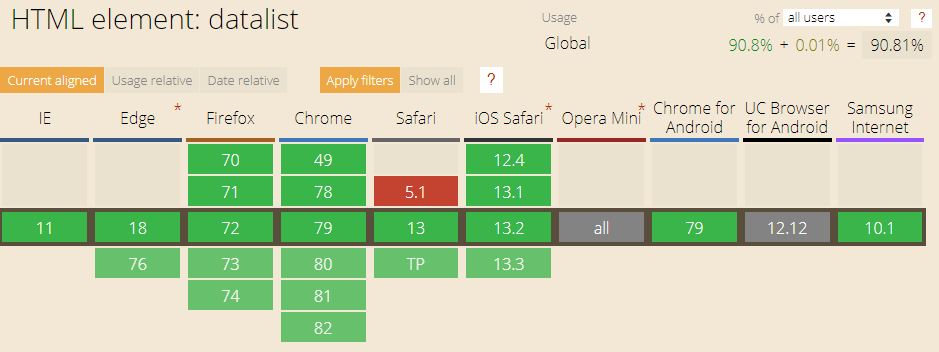 HTML element: datalist
Usage
% of all users ?
Global
90.8% + 0.01% = 90.81%
Current aligned Usage relative Date relative Apply filters Show all ?
IE Edge * Firefox Chrome Safari iOS Safari * Opera Mini * Chrome for Android UC Browser for Android Samsung Internet
70 49 12.4
71 78 5.1 13.1
11 18 72 79 13 13.2 all 79 12.12 10.1
76 73 80 TP 13.3
74 81
82